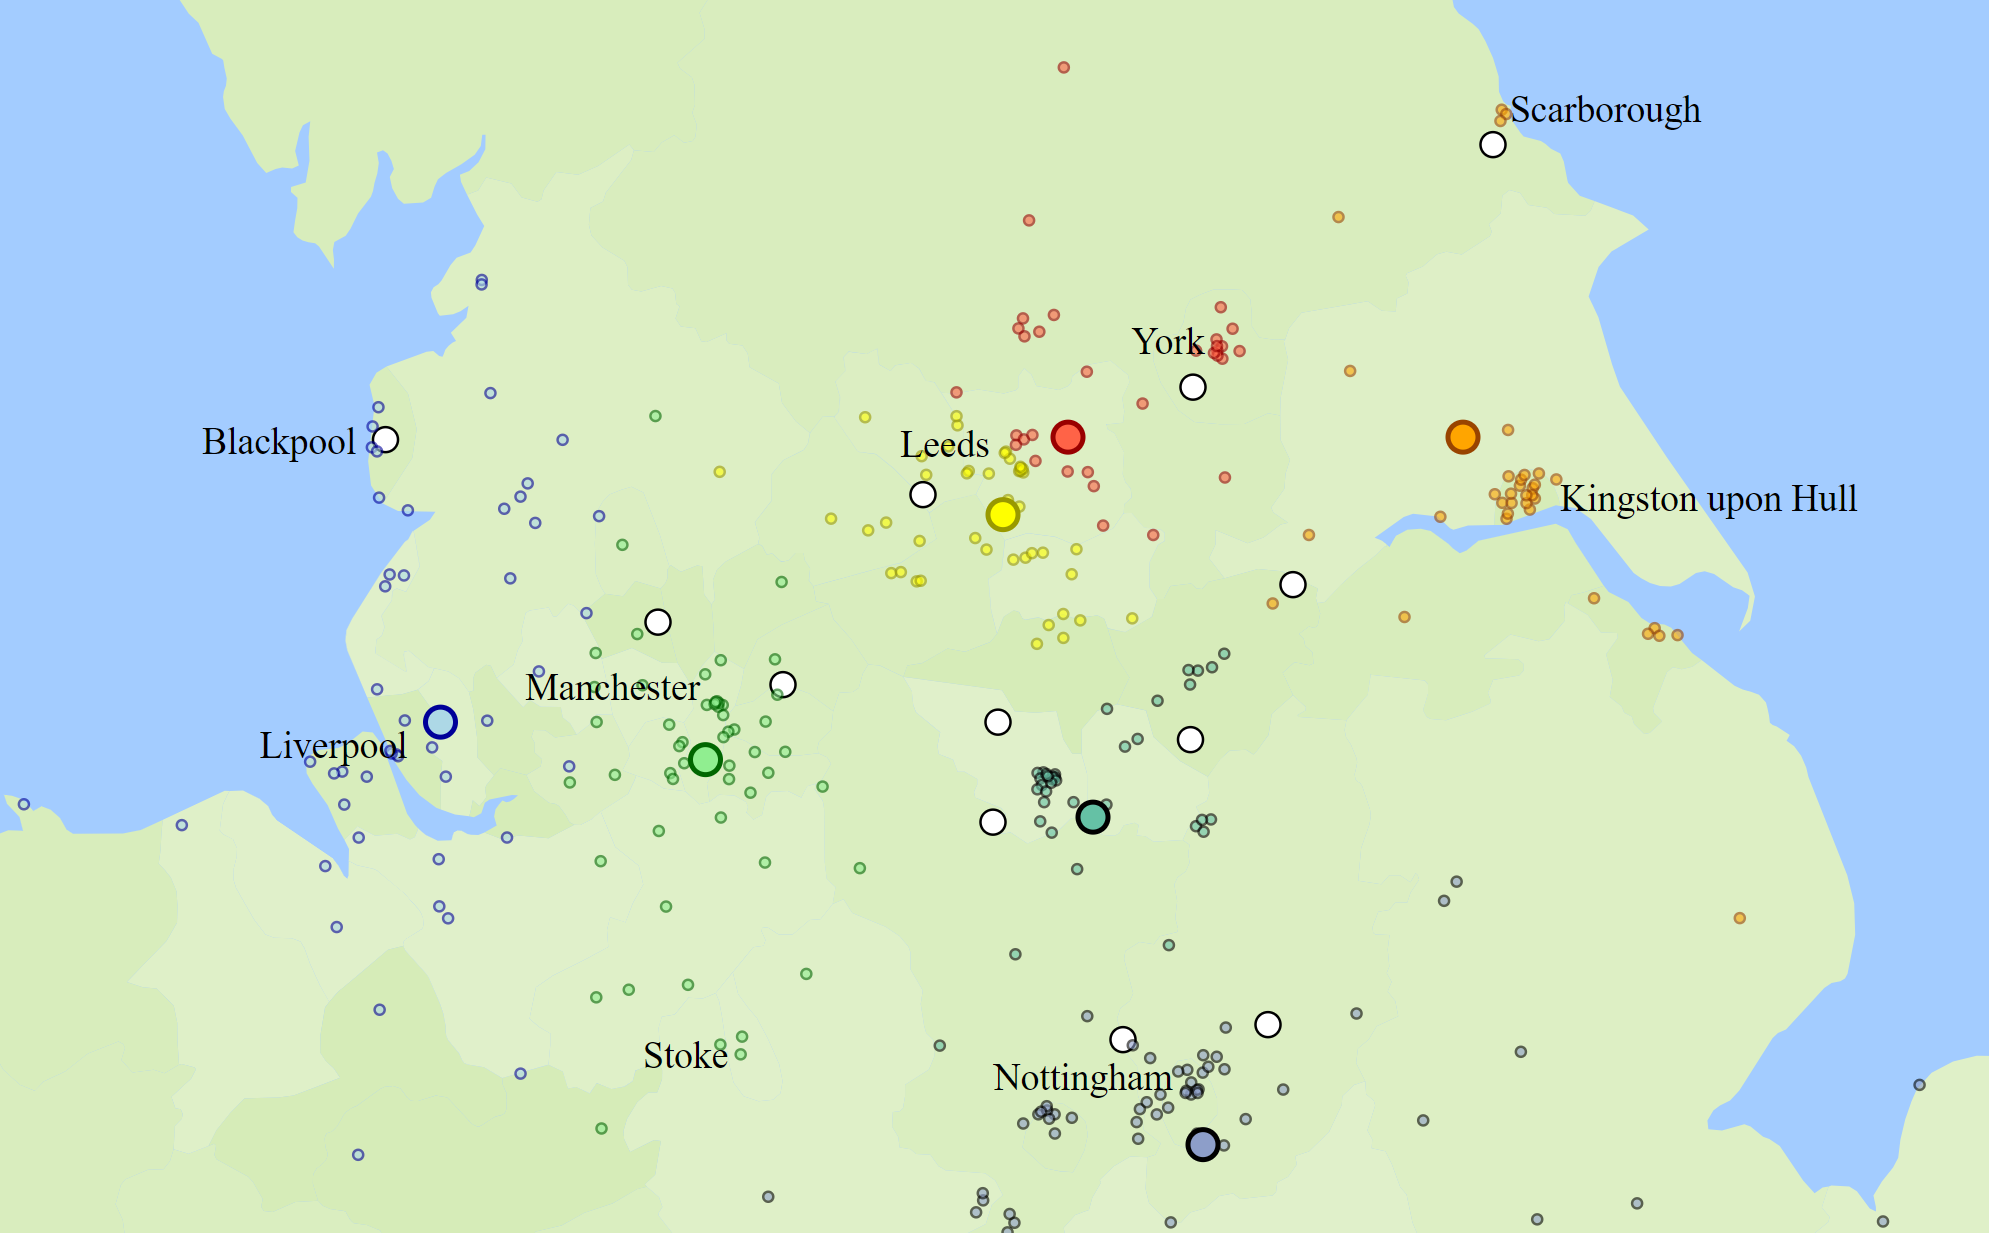 Scarborough
York
Blackpool
Leeds
Kingston upon Hull
Manchester
Liverpool
Stoke
Nottingham